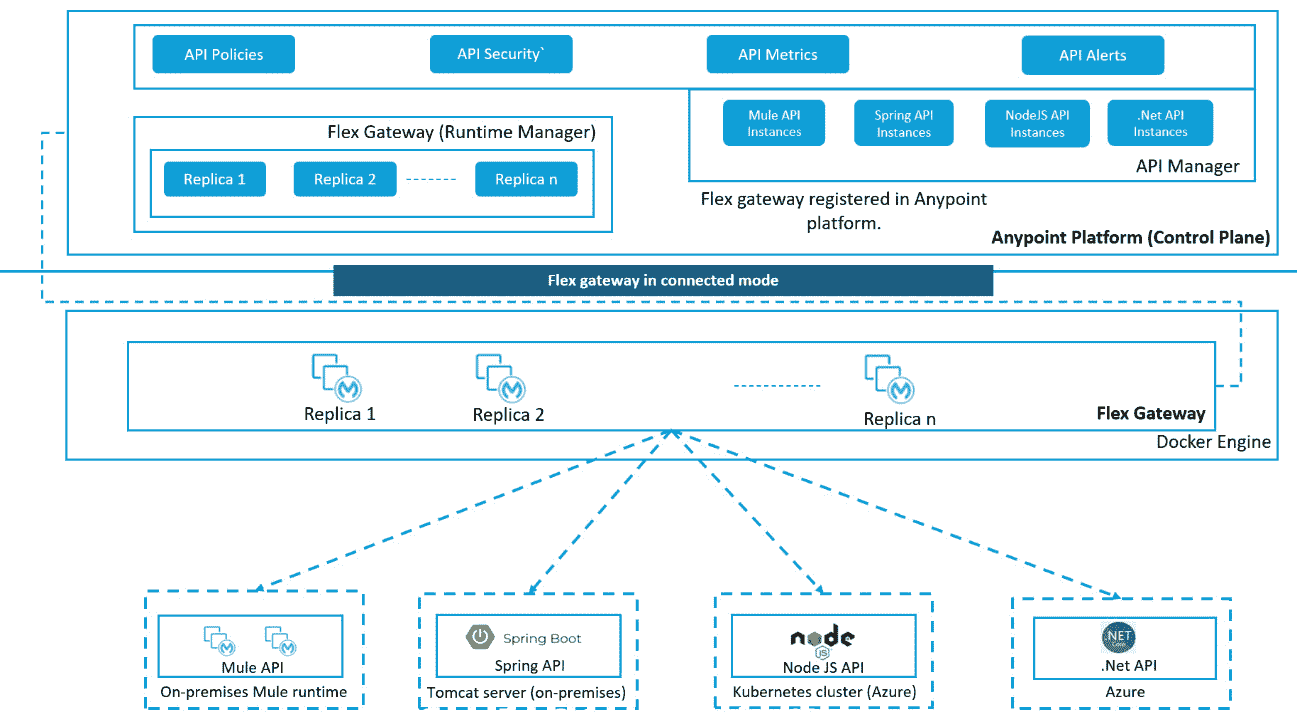 API Policies
API Security`
API Metrics
API Alerts
Mule API
Instances
Spring API
Instances
NodeJS API
Instances
.Net API
Instances
API Manager
Flex Gateway (Runtime Manager)
Replica 1
Replica 2
Replica n
Flex gateway registered in Anypoint
platform.
Anypoint Platform (Control Plane)
Flex gateway in connected mode
Replica 1
Replica 2
Replica n
Flex Gateway
Docker Engine
Mule API
On-premises Mule runtime
Spring Boot
Spring API
Tomcat server (on-premises)
node
JS
Node JS API
Kubernetes cluster (Azure)
.NET
Core
.Net API
Azure